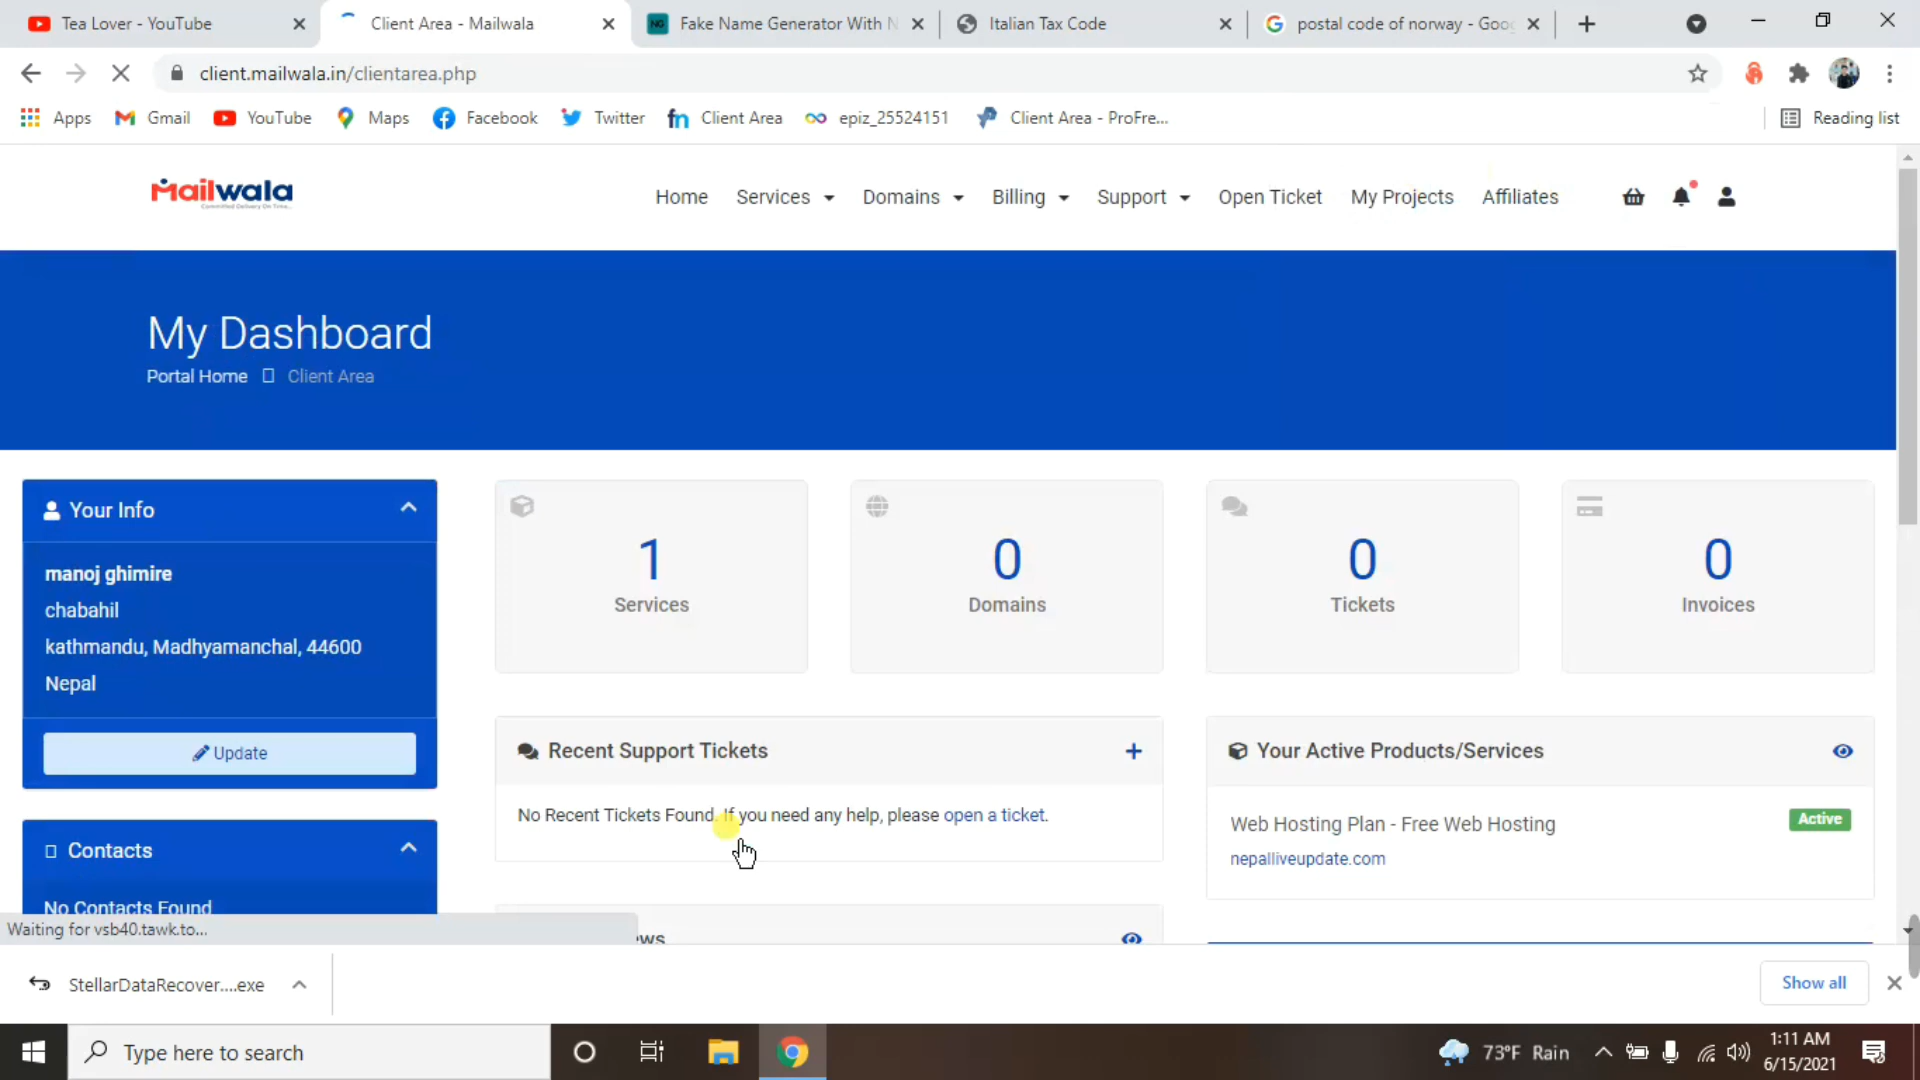 Tea Lover - YouTube
Client Area - Mailwala
Fake Name Generator With N
Italian Tax Code
postal code of norway - Goo
client.mailwala.in/clientarea.php
Apps
Gmail
YouTube
Maps
Facebook
Twitter
Client Area
epiz_25524151
Client Area - ProFre...
Reading list
Mailwala
Home
Services
Domains
Billing
Support
Open Ticket
My Projects
Affiliates
My Dashboard
Portal Home
Client Area
Your Info
manoj ghimire
chabahil
kathmandu, Madhyamanchal, 44600
Nepal
Update
Contacts
No Contacts Found
1
Services
0
Domains
0
Tickets
0
Invoices
Recent Support Tickets
No Recent Tickets Found. If you need any help, please open a ticket.
Your Active Products/Services
Web Hosting Plan - Free Web Hosting
Active
nepalliveupdate.com
Waiting for vsb40.tawk.to...
StellarDataRecover....exe
Show all
Type here to search
73°F Rain
1:11 AM
6/15/2021